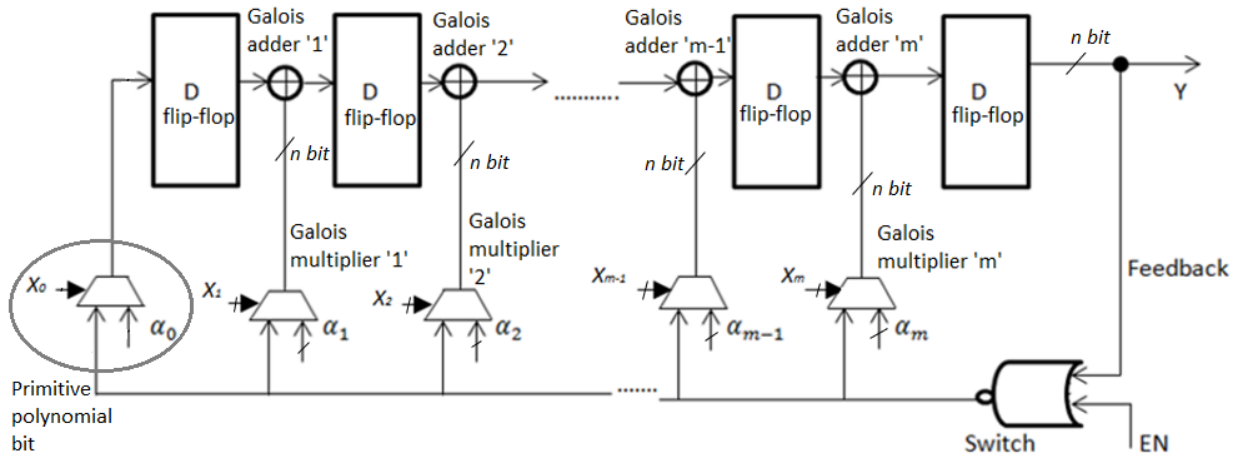 Galois
adder '1'
Galois
adder '2'
Galois
adder 'm-1'
Galois
adder 'm'
n bit
D
flip-flop
D
flip-flop
D
flip-flop
D
flip-flop
Y
...........
n bit
n bit
n bit
n bit
Galois
multiplier '1'
Galois
multiplier
'2'
Galois
multiplier 'm'
Feedback
X₀
X₁
X₂
Xₘ₋₁
Xₘ
α₀
α₁
α₂
αₘ₋₁
αₘ
Primitive
polynomial
bit
.......
Switch
EN